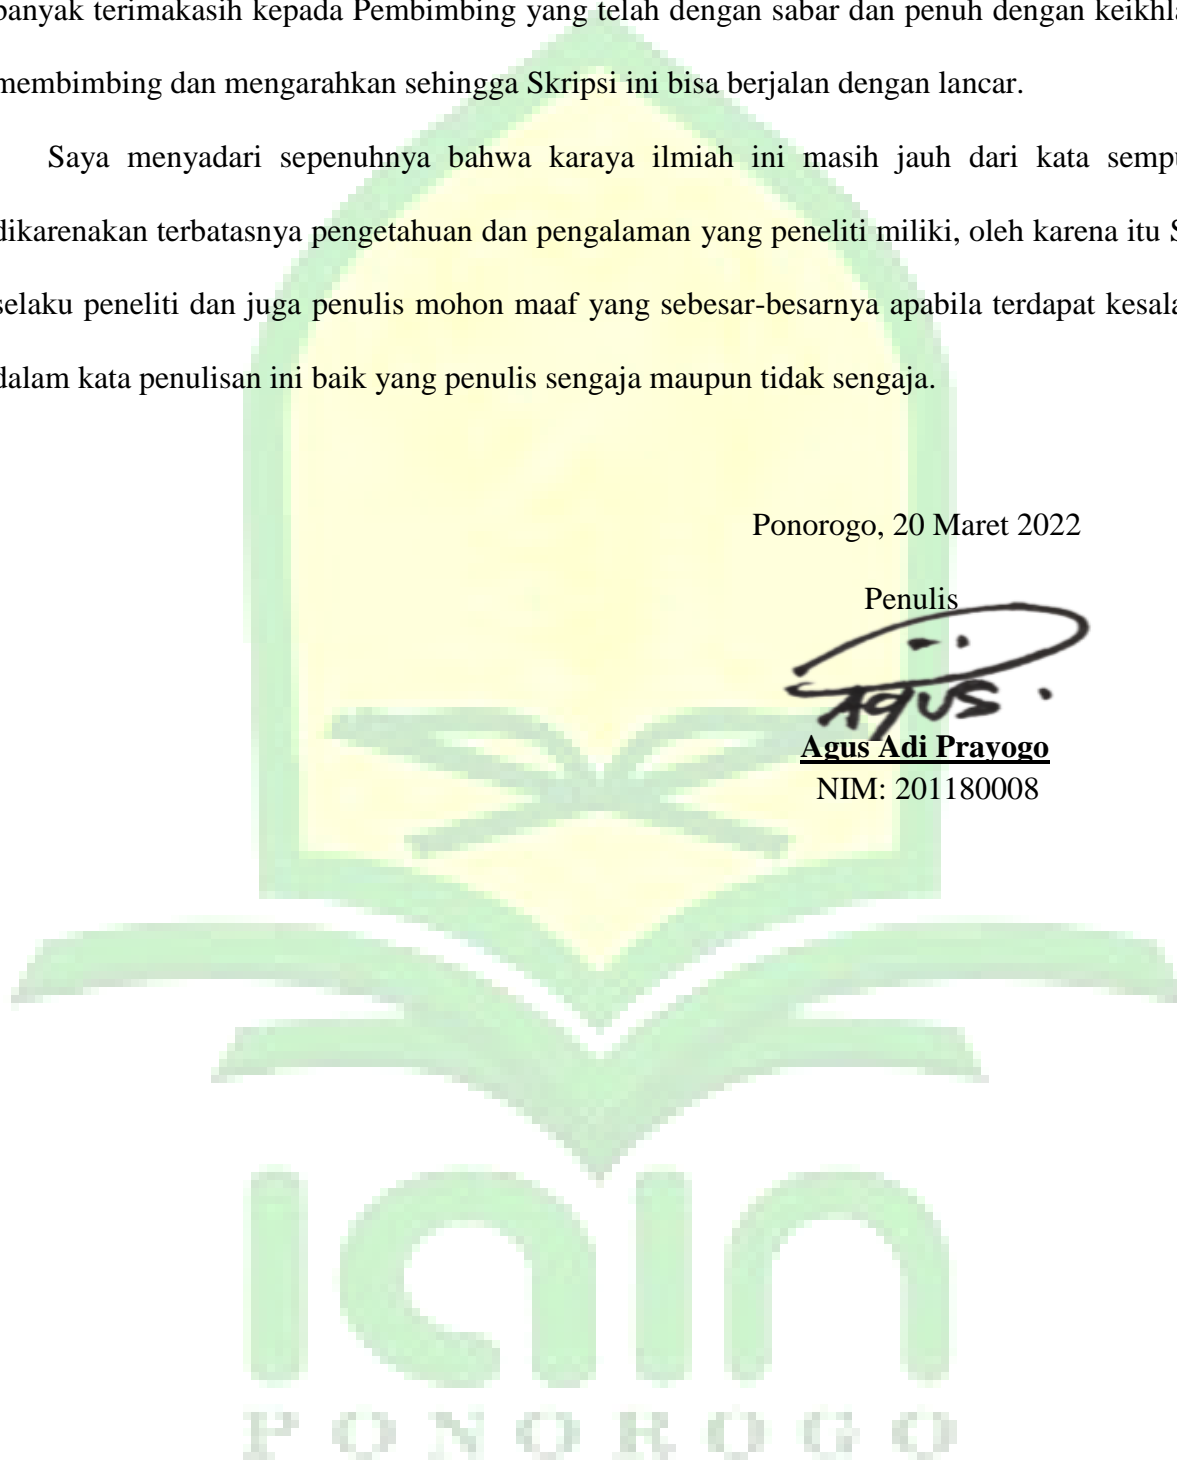 banyak terimakasih kepada Pembimbing yang telah dengan sabar dan penuh dengan keikhla
membimbing dan mengarahkan sehingga Skripsi ini bisa berjalan dengan lancar.
Saya menyadari sepenuhnya bahwa karaya ilmiah ini masih jauh dari kata sempu
dikarenakan terbatasnya pengetahuan dan pengalaman yang peneliti miliki, oleh karena itu S
selaku peneliti dan juga penulis mohon maaf yang sebesar-besarnya apabila terdapat kesala
dalam kata penulisan ini baik yang penulis sengaja maupun tidak sengaja.
Ponorogo, 20 Maret 2022
Penulis
AGUS
Agus Adi Prayogo
NIM: 201180008
iain
PONOROGO